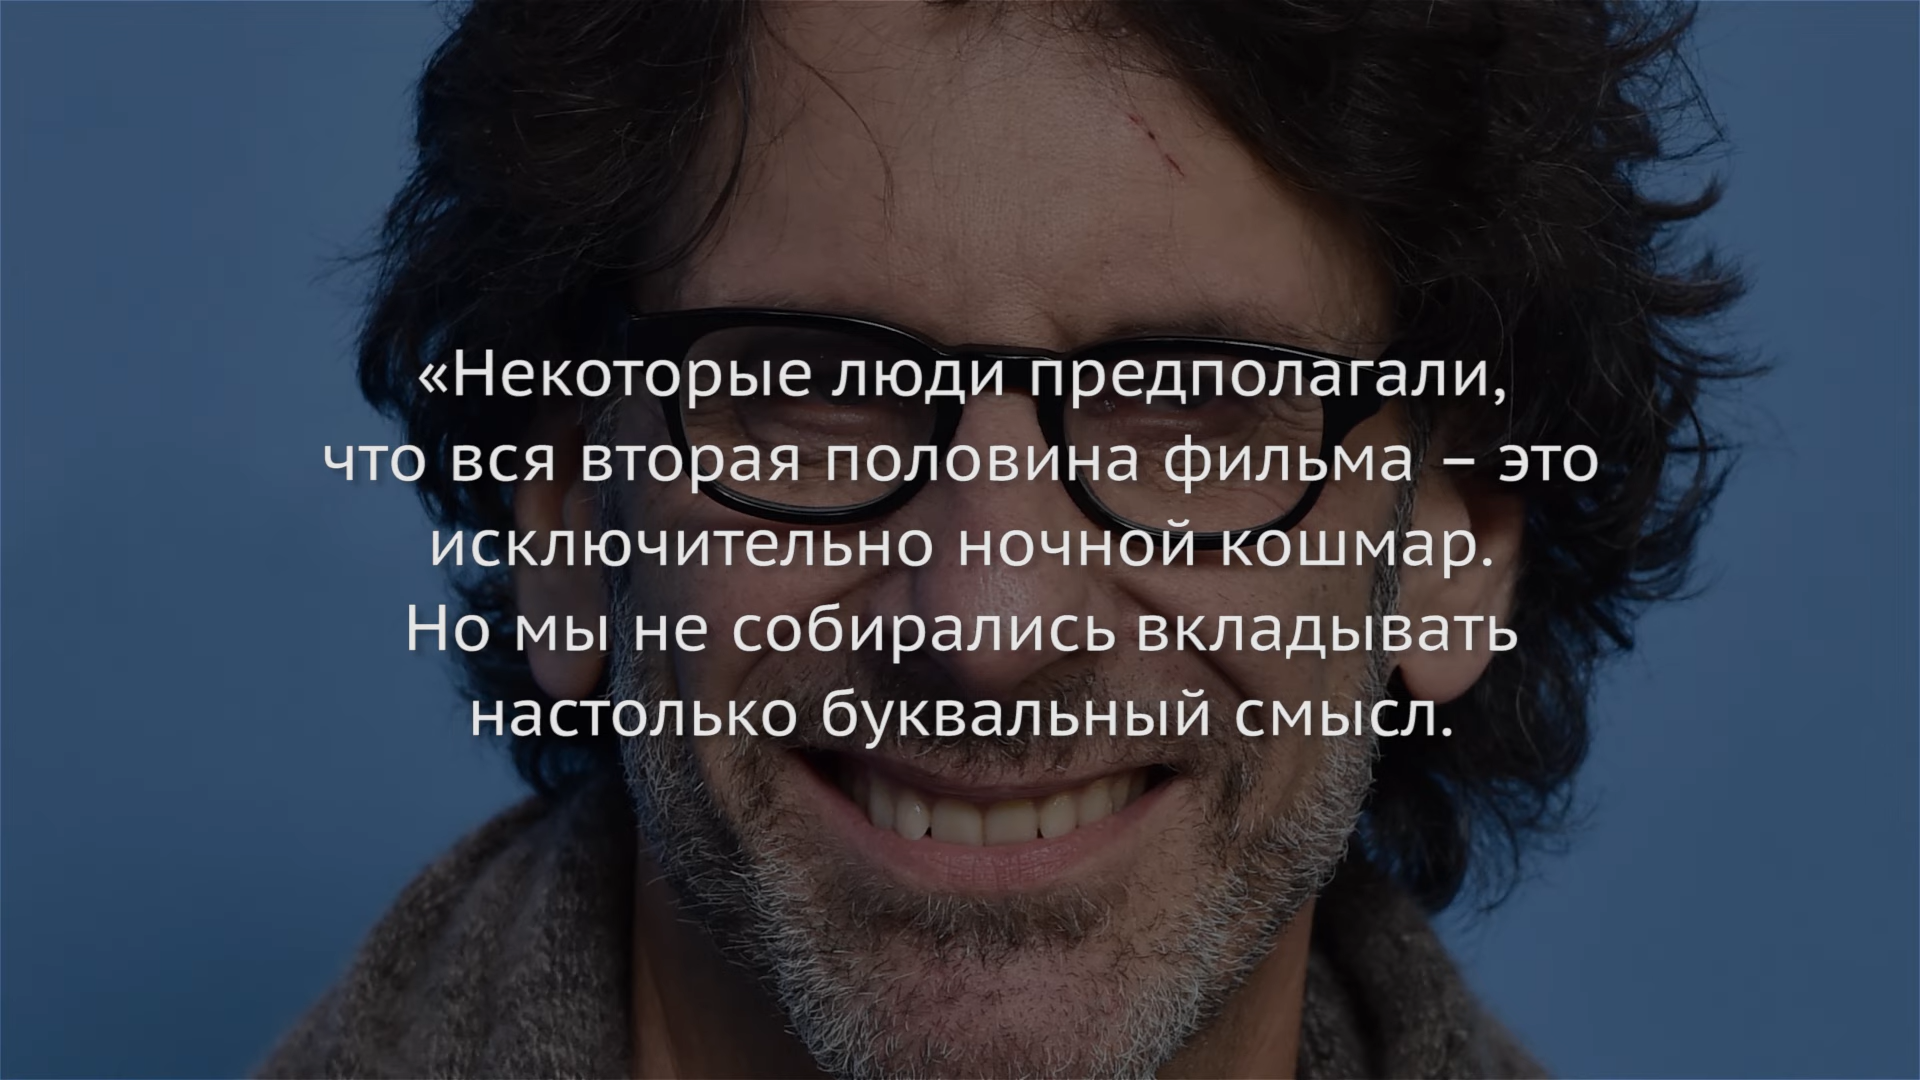 «Некоторые люди предполагали,
что вся вторая половина фильма – это
исключительно ночной кошмар.
Но мы не собирались вкладывать
настолько буквальный смысл.